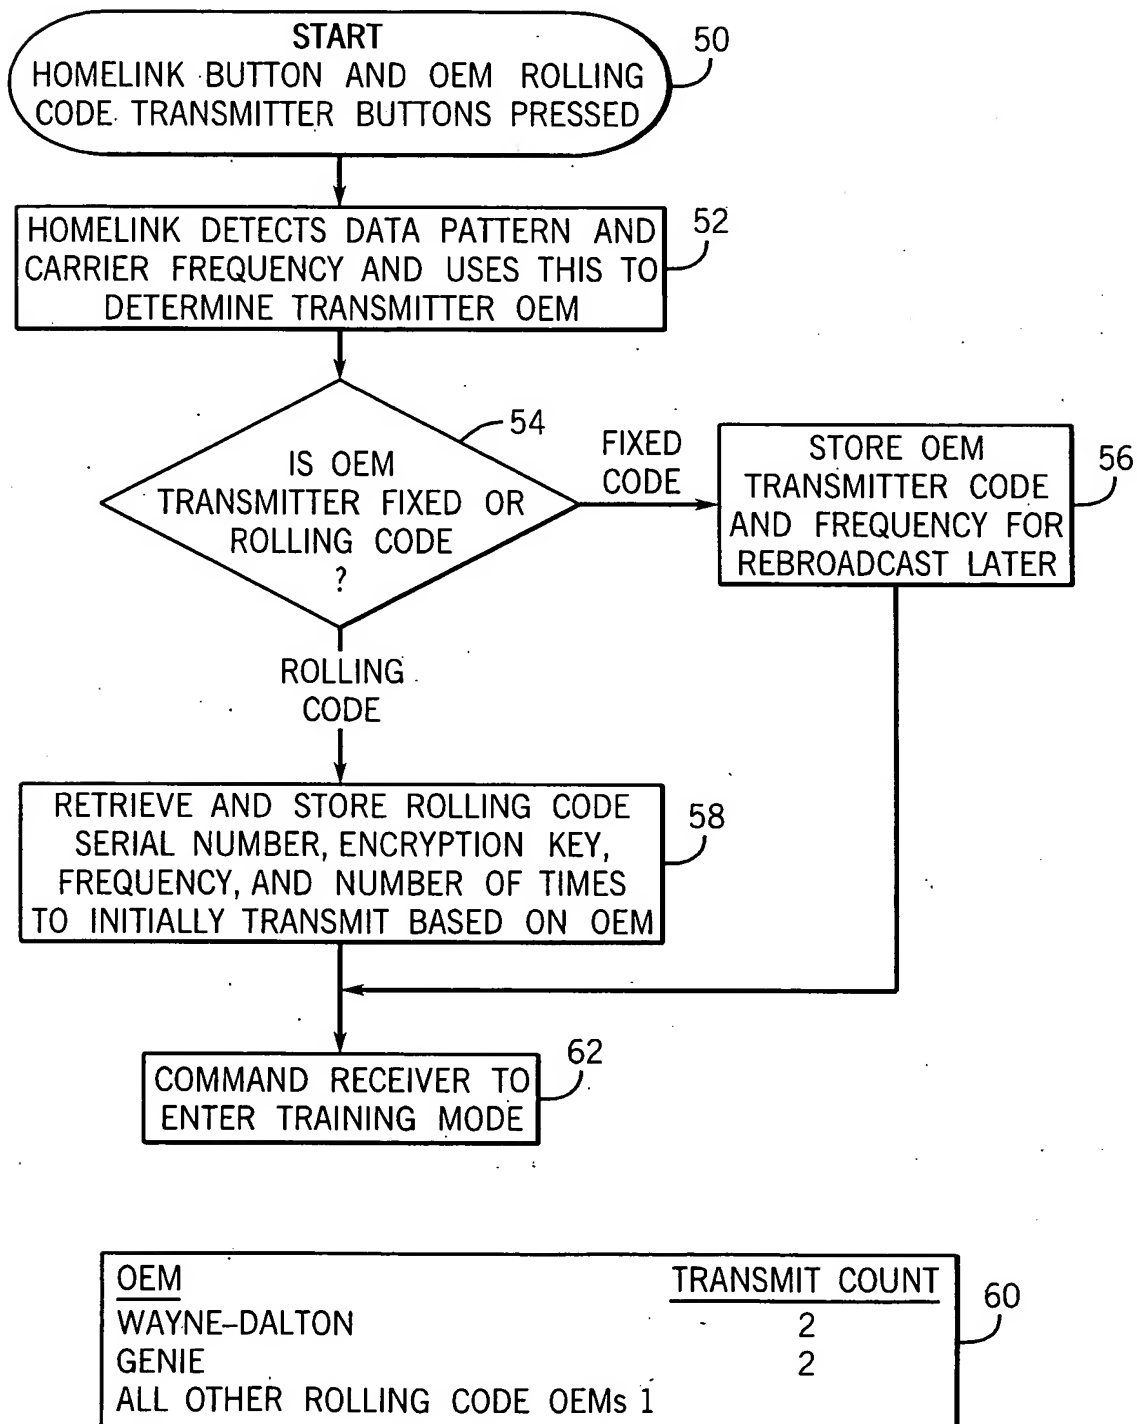 START
HOMELINK BUTTON AND OEM ROLLING
CODE TRANSMITTER BUTTONS PRESSED
50
HOMELINK DETECTS DATA PATTERN AND
CARRIER FREQUENCY AND USES THIS TO
DETERMINE TRANSMITTER OEM
52
IS OEM
TRANSMITTER FIXED OR
ROLLING CODE
?
54
FIXED
CODE
STORE OEM
TRANSMITTER CODE
AND FREQUENCY FOR
REBROADCAST LATER
56
ROLLING
CODE
RETRIEVE AND STORE ROLLING CODE
SERIAL NUMBER, ENCRYPTION KEY,
FREQUENCY, AND NUMBER OF TIMES
TO INITIALLY TRANSMIT BASED ON OEM
58
COMMAND RECEIVER TO
ENTER TRAINING MODE
62
OEM TRANSMIT COUNT
WAYNE–DALTON 2
GENIE 2
ALL OTHER ROLLING CODE OEMs 1
60